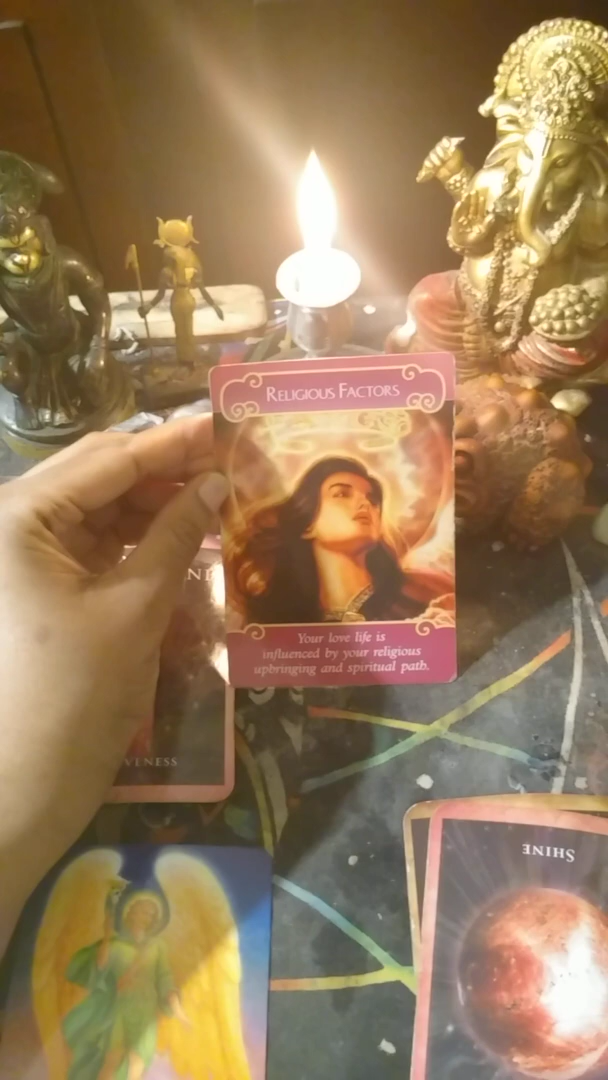 RELIGIOUS FACTORS
Your love life is
influenced by your religious
upbringing and spiritual path.
SHINE